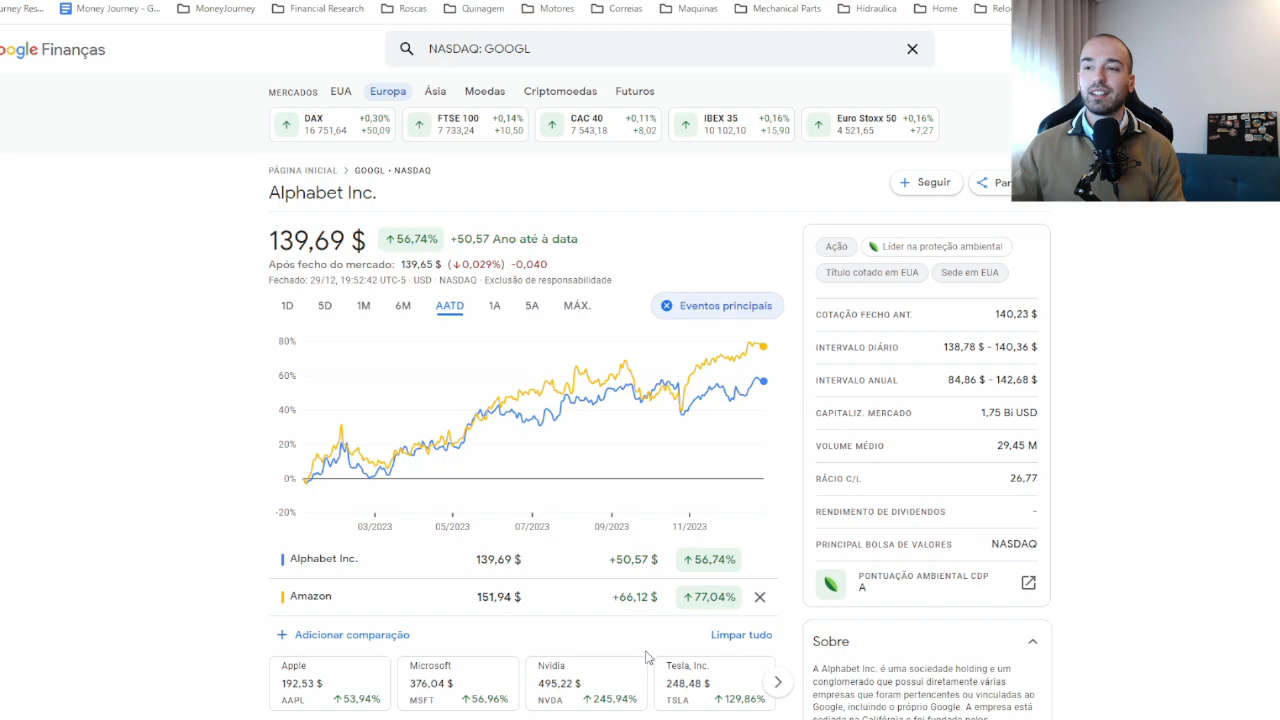 urney Res... Money Journey - G... MoneyJourney Financial Research Roscas Quinagem Motores Correias Maquinas Mechanical Parts Hidraulica Home Relo
ogle Finanças
NASDAQ: GOOGL
MERCADOS EUA Europa Ásia Moedas Criptomoedas Futuros
DAX +0,30% FTSE 100 +0,14% CAC 40 +0,11% IBEX 35 +0,16% Euro Stoxx 50 +0,16%
16 751,64 +50,09 7 733,24 +10,50 7 543,18 +8,02 10 102,10 +15,90 4 521,65 +7,27
PÁGINA INICIAL > GOOGL • NASDAQ
Alphabet Inc.
+ Seguir Par
139,69 $ ↑56,74% +50,57 Ano até à data
Após fecho do mercado: 139,65 $ (↓0,029%) -0,040
Fechado: 29/12, 19:52:42 UTC-5 · USD · NASDAQ · Exclusão de responsabilidade
1D 5D 1M 6M AATD 1A 5A MÁX. Eventos principais
80%
60%
40%
20%
0%
-20%
03/2023 05/2023 07/2023 09/2023 11/2023
Alphabet Inc. 139,69 $ +50,57 $ ↑56,74%
Amazon 151,94 $ +66,12 $ ↑77,04%
+ Adicionar comparação Limpar tudo
Apple Microsoft Nvidia Tesla, Inc.
192,53 $ 376,04 $ 495,22 $ 248,48 $
AAPL ↑53,94% MSFT ↑56,96% NVDA ↑245,94% TSLA ↑129,86%
Ação Líder na proteção ambiental
Título cotado em EUA Sede em EUA
COTAÇÃO FECHO ANT. 140,23 $
INTERVALO DIÁRIO 138,78 $ - 140,36 $
INTERVALO ANUAL 84,86 $ - 142,68 $
CAPITALIZ. MERCADO 1,75 Bi USD
VOLUME MÉDIO 29,45 M
RÁCIO C/L 26,77
RENDIMENTO DE DIVIDENDOS -
PRINCIPAL BOLSA DE VALORES NASDAQ
PONTUAÇÃO AMBIENTAL CDP
A
Sobre
A Alphabet Inc. é uma sociedade holding e um
conglomerado que possui diretamente várias
empresas que foram pertencentes ou vinculadas ao
Google, incluindo o próprio Google. A empresa está
sediada na Califórnia e foi fundada pelos